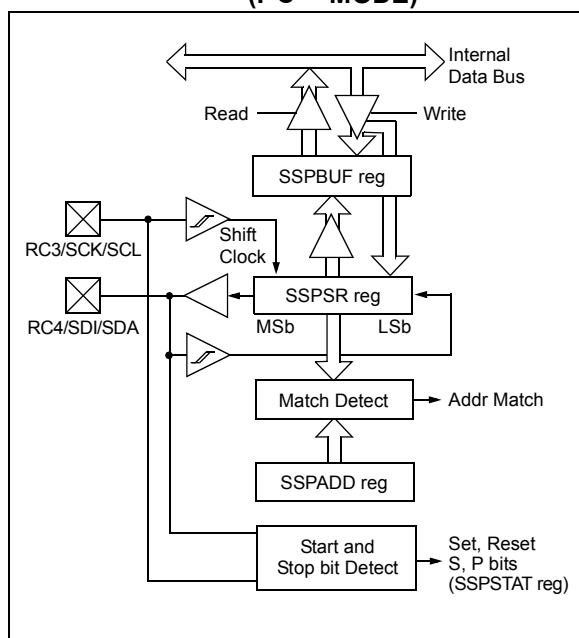 MODE)
Internal
Data Bus
Read
Write
SSPBUF reg
RC3/SCK/SCL
Shift
Clock
SSPSR reg
RC4/SDI/SDA
MSb
LSb
Match Detect
Addr Match
SSPADD reg
Start and
Stop bit Detect
Set, Reset
S, P bits
(SSPSTAT reg)